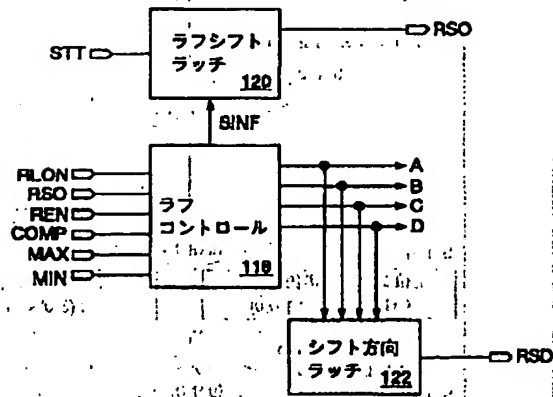 STT
ラフシフト
ラッチ
120
RSO
SINF
RLON
RSO
REN
COMP
MAX
MIN
ラフ
コントロール
118
A
B
C
D
シフト方向
ラッチ
122
RSD